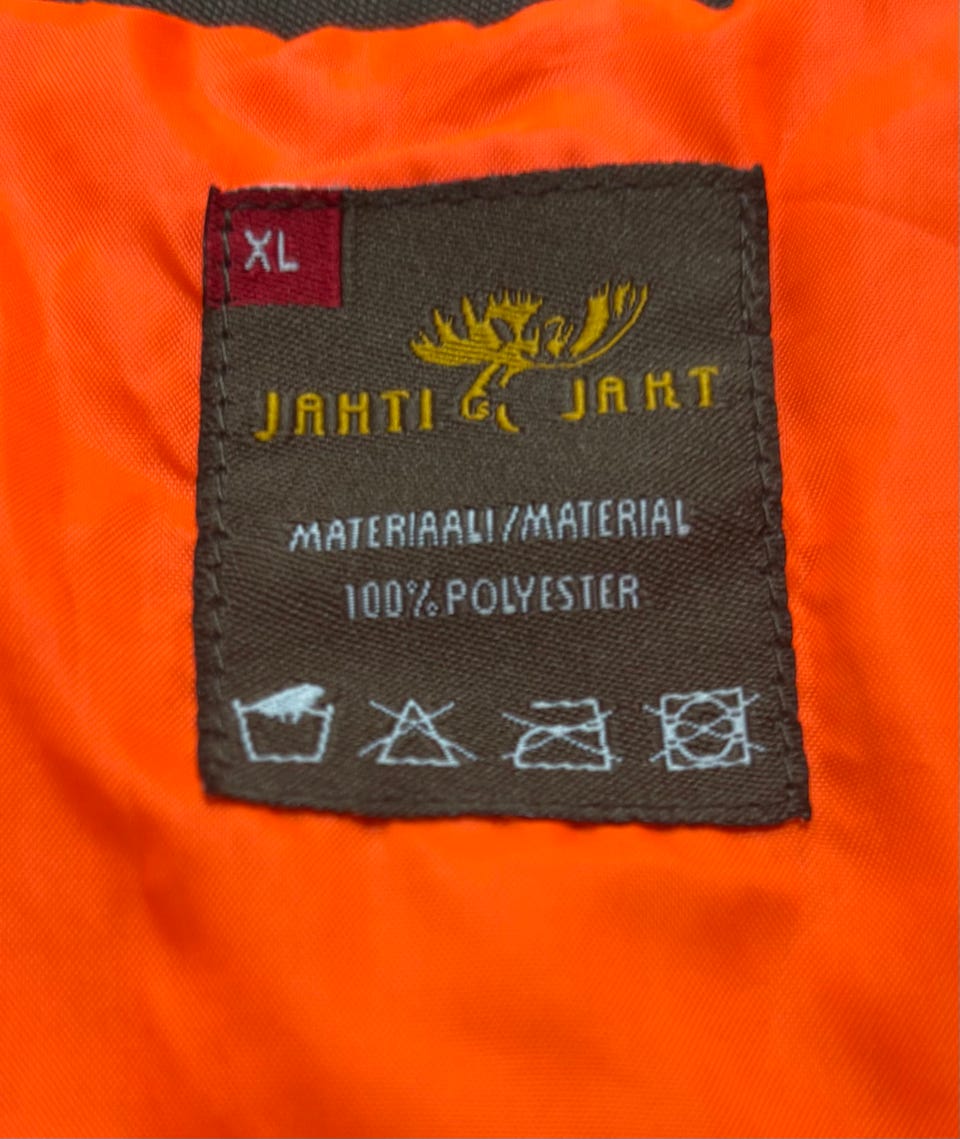 XL
JAHTI JAKT
MATERIAALI/MATERIAL
100% POLYESTER